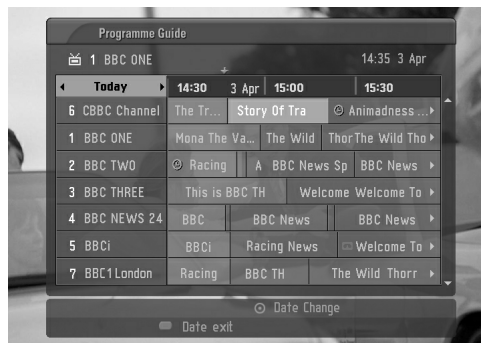 Programme Guide
1 BBC ONE 14:35 3 Apr
Today 14:30 3 Apr 15:00 15:30
6 CBBC Channel The Tr... Story Of Tra Animadness ...
1 BBC ONE Mona The Va... The Wild Thor The Wild Tho
2 BBC TWO Racing A BBC News Sp BBC News
3 BBC THREE This is BBC TH Welcome Welcome To
4 BBC NEWS 24 BBC BBC News BBC News
5 BBCi BBCi Racing News Welcome To
7 BBC1 London Racing BBC TH The Wild Thorr
Date Change
Date exit